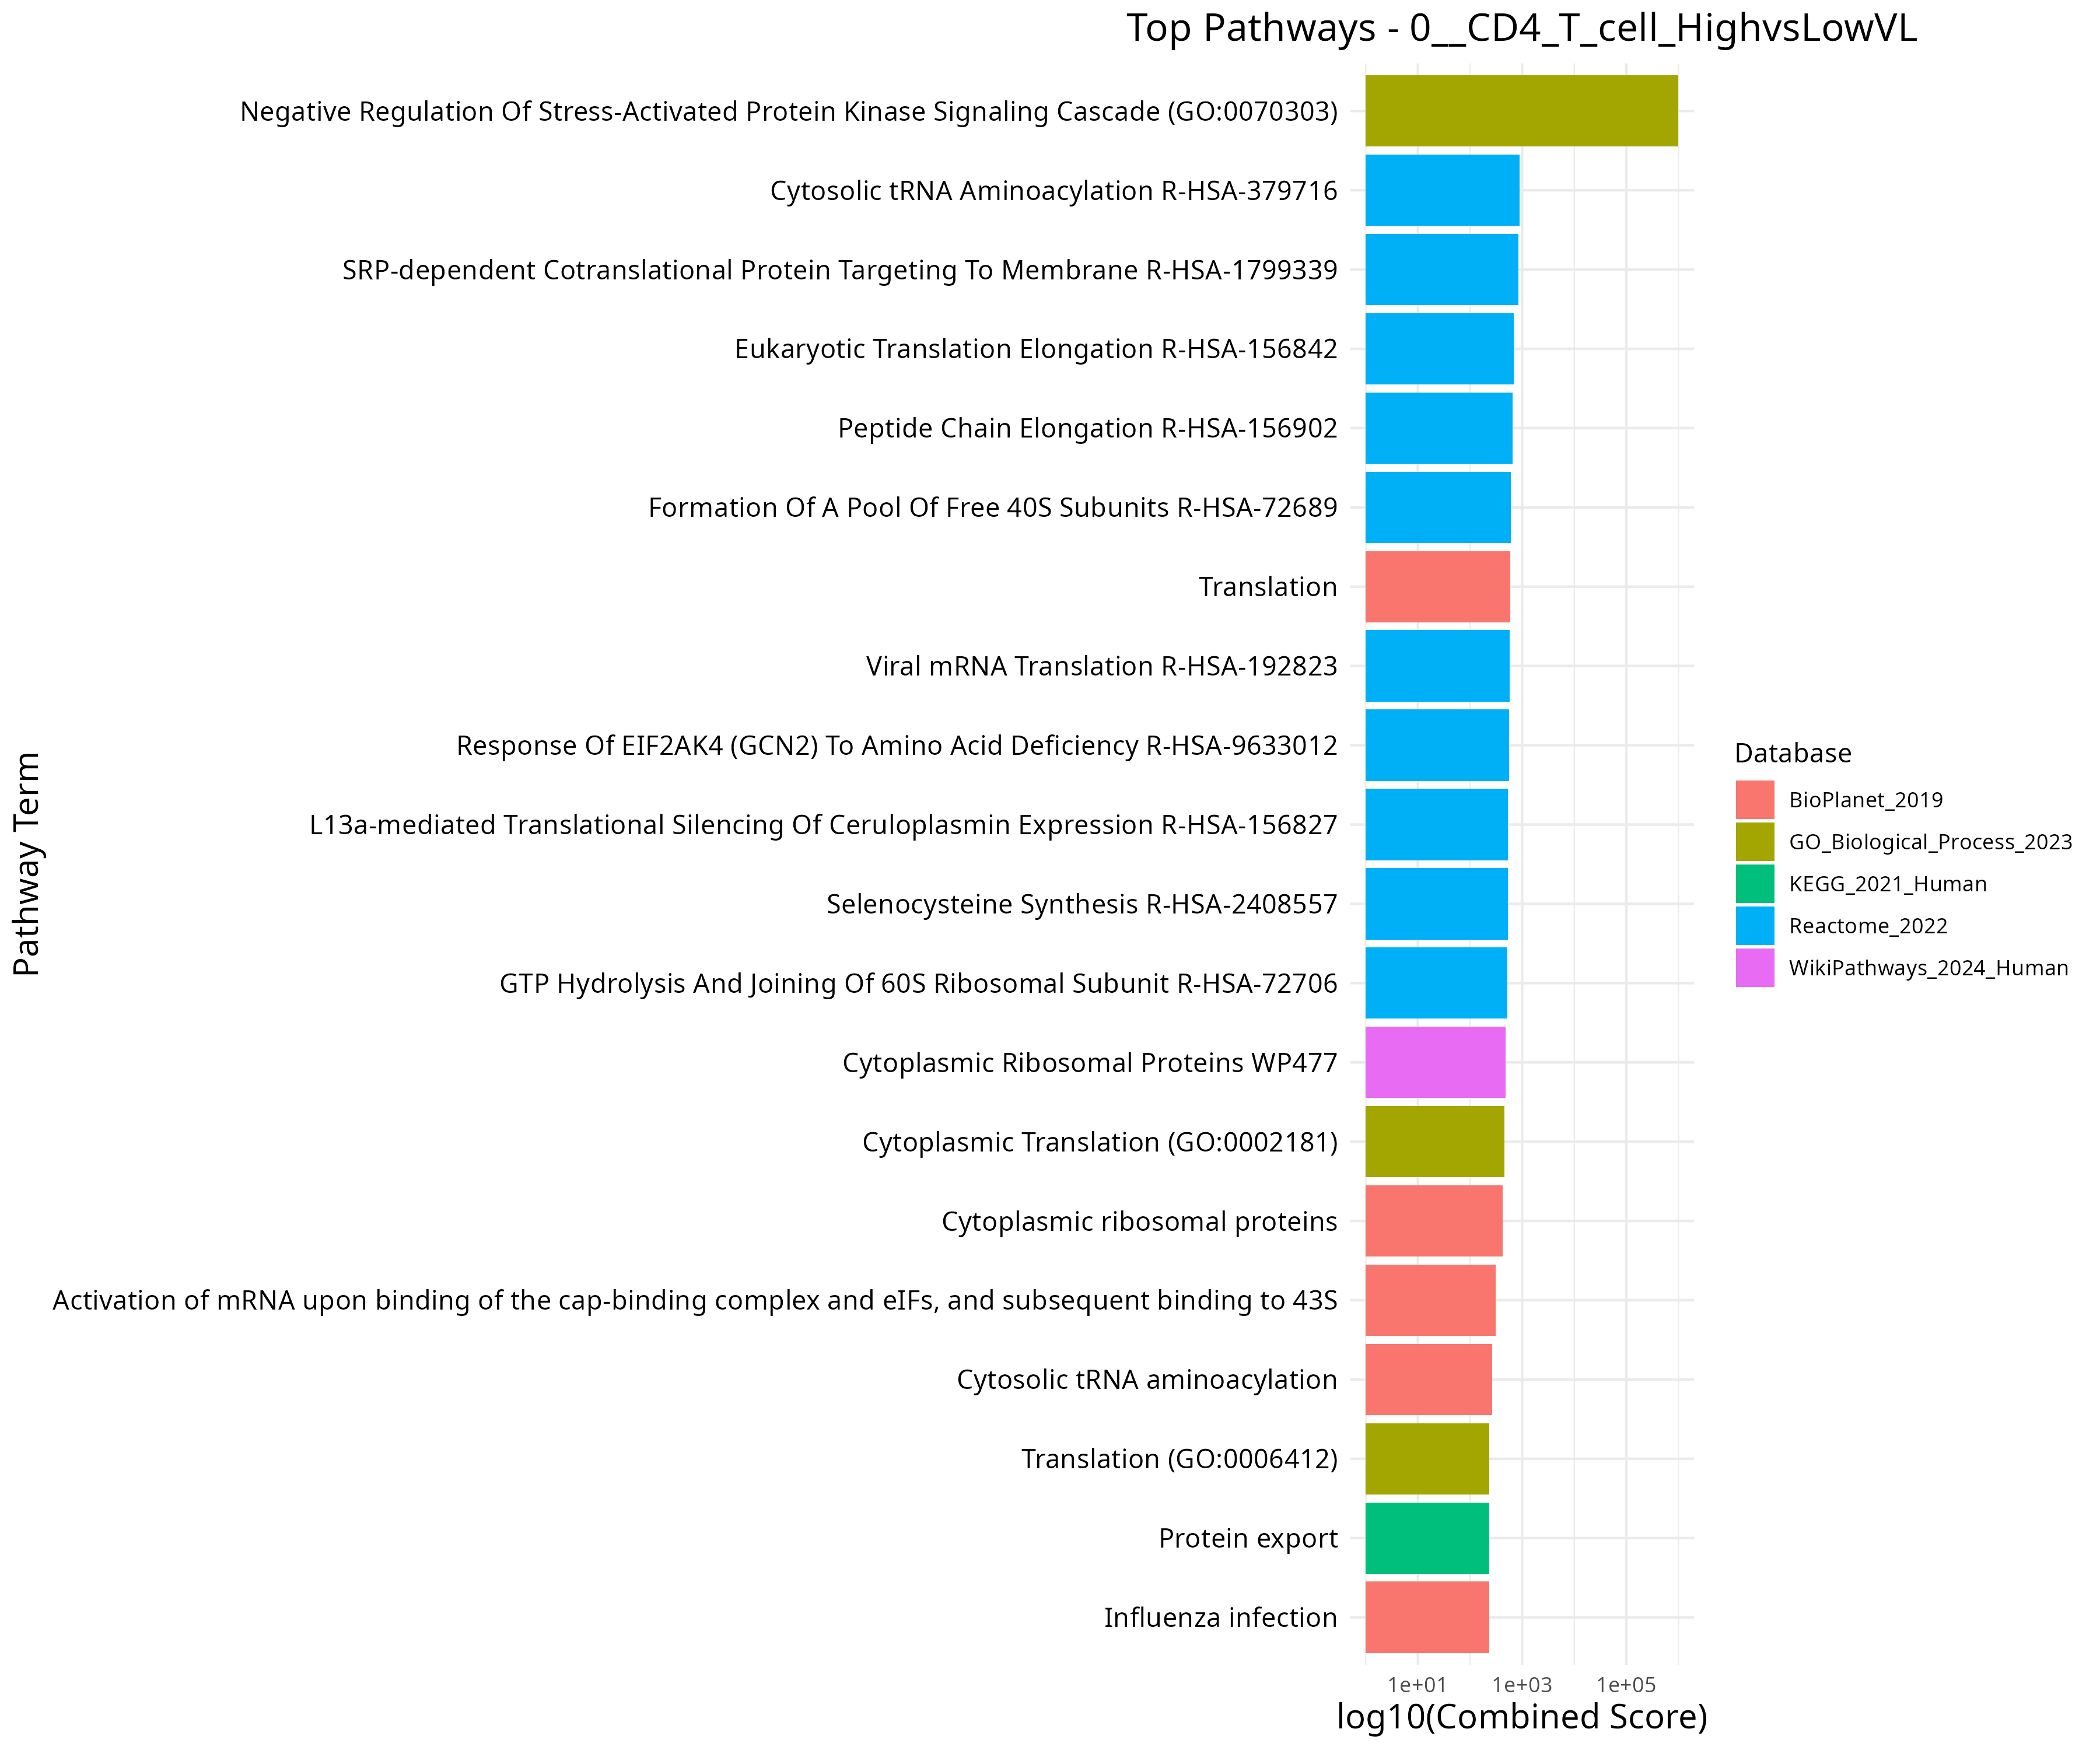 Top Pathways - 0__CD4_T_cell_HighvsLowVL
Pathway Term
Negative Regulation Of Stress-Activated Protein Kinase Signaling Cascade (GO:0070303)
Cytosolic tRNA Aminoacylation R-HSA-379716
SRP-dependent Cotranslational Protein Targeting To Membrane R-HSA-1799339
Eukaryotic Translation Elongation R-HSA-156842
Peptide Chain Elongation R-HSA-156902
Formation Of A Pool Of Free 40S Subunits R-HSA-72689
Translation
Viral mRNA Translation R-HSA-192823
Response Of EIF2AK4 (GCN2) To Amino Acid Deficiency R-HSA-9633012
L13a-mediated Translational Silencing Of Ceruloplasmin Expression R-HSA-156827
Selenocysteine Synthesis R-HSA-2408557
GTP Hydrolysis And Joining Of 60S Ribosomal Subunit R-HSA-72706
Cytoplasmic Ribosomal Proteins WP477
Cytoplasmic Translation (GO:0002181)
Cytoplasmic ribosomal proteins
Activation of mRNA upon binding of the cap-binding complex and eIFs, and subsequent binding to 43S
Cytosolic tRNA aminoacylation
Translation (GO:0006412)
Protein export
Influenza infection
1e+01 1e+03 1e+05
log10(Combined Score)
Database
BioPlanet_2019
GO_Biological_Process_2023
KEGG_2021_Human
Reactome_2022
WikiPathways_2024_Human